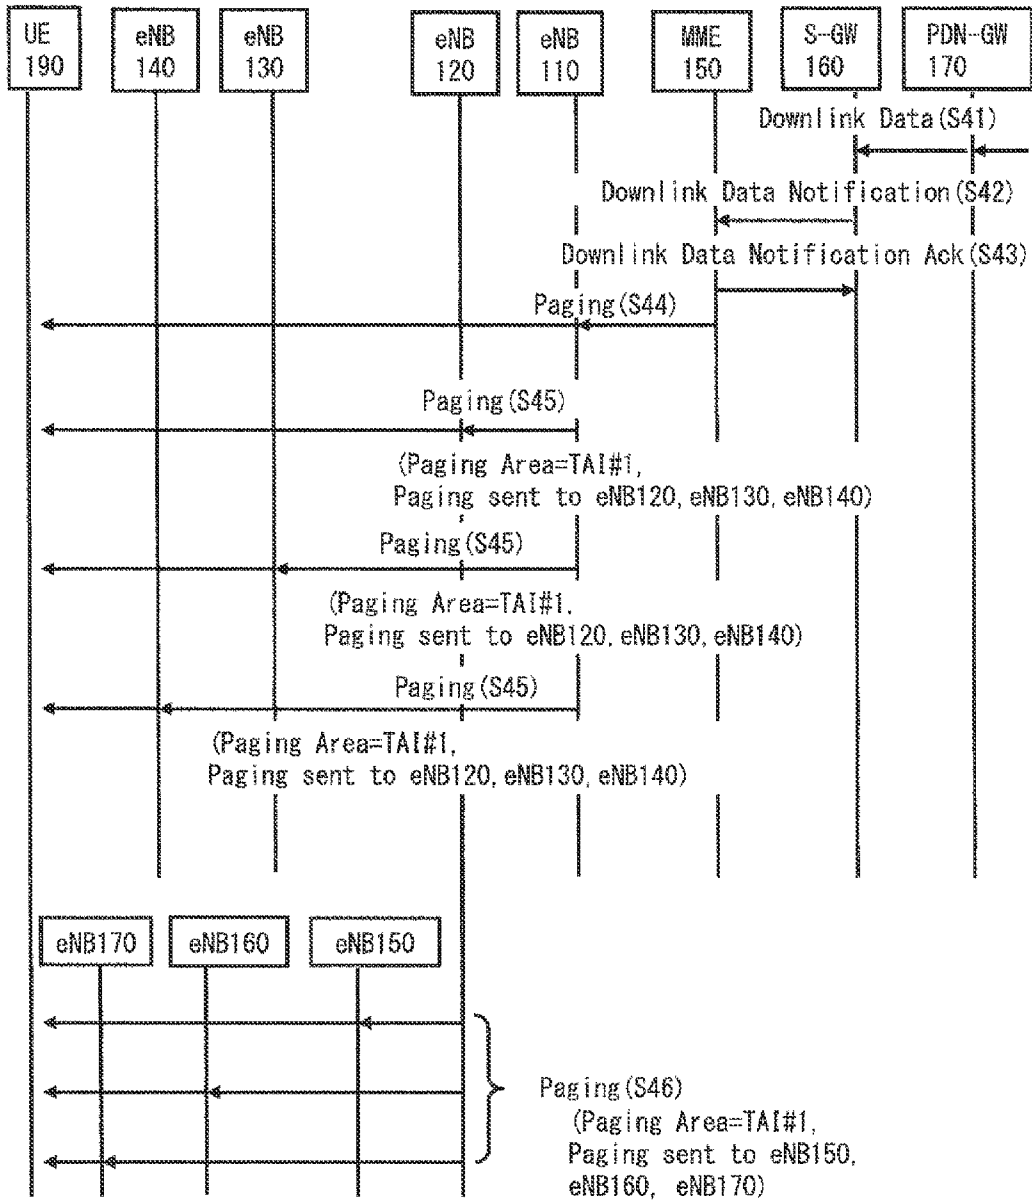 UE
190
eNB
140
eNB
130
eNB
120
eNB
110
MME
150
S-GW
160
PDN-GW
170
Downlink Data(S41)
Downlink Data Notification(S42)
Downlink Data Notification Ack(S43)
Paging(S44)
Paging(S45)
(Paging Area=TAI#1,
Paging sent to eNB120, eNB130, eNB140)
Paging(S45)
(Paging Area=TAI#1,
Paging sent to eNB120, eNB130, eNB140)
Paging(S45)
(Paging Area=TAI#1,
Paging sent to eNB120, eNB130, eNB140)
eNB170
eNB160
eNB150
Paging(S46)
(Paging Area=TAI#1,
Paging sent to eNB150,
eNB160, eNB170)